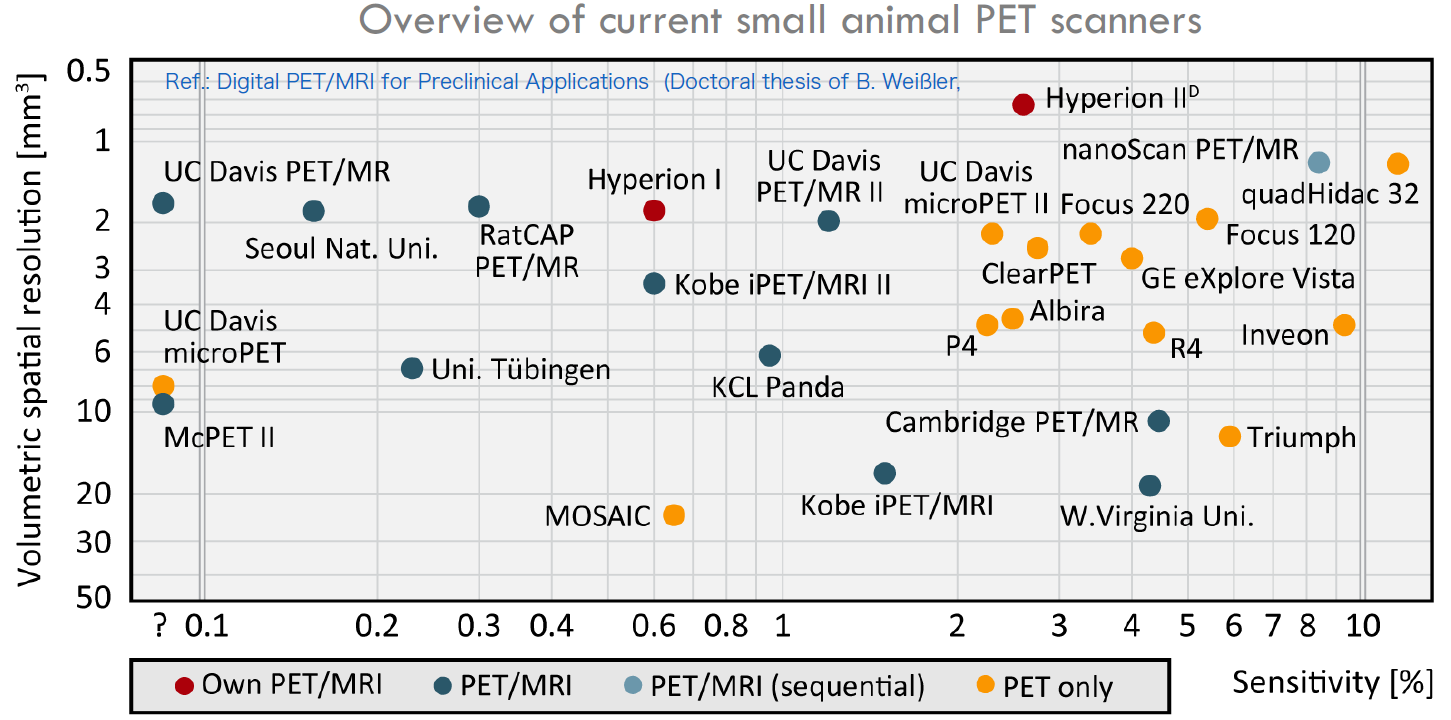 Overview of current small animal PET scanners
Volumetric spatial resolution [mm³]
0.5
1
2
3
4
6
10
20
30
50
Ref.: Digital PET/MRI for Preclinical Applications (Doctoral thesis of B. Weißler,
Hyperion IIᴰ
nanoScan PET/MR
quadHidac 32
UC Davis PET/MR
Seoul Nat. Uni.
RatCAP
PET/MR
Hyperion I
UC Davis
PET/MR II
UC Davis
microPET II
Focus 220
Focus 120
ClearPET
GE eXplore Vista
Kobe iPET/MRI II
Albira
P4
R4
Inveon
UC Davis
microPET
Uni. Tübingen
KCL Panda
McPET II
Cambridge PET/MR
Triumph
Kobe iPET/MRI
W.Virginia Uni.
MOSAIC
? 0.1 0.2 0.3 0.4 0.6 0.8 1 2 3 4 5 6 7 8 10
Sensitivity [%]
Own PET/MRI
PET/MRI
PET/MRI (sequential)
PET only